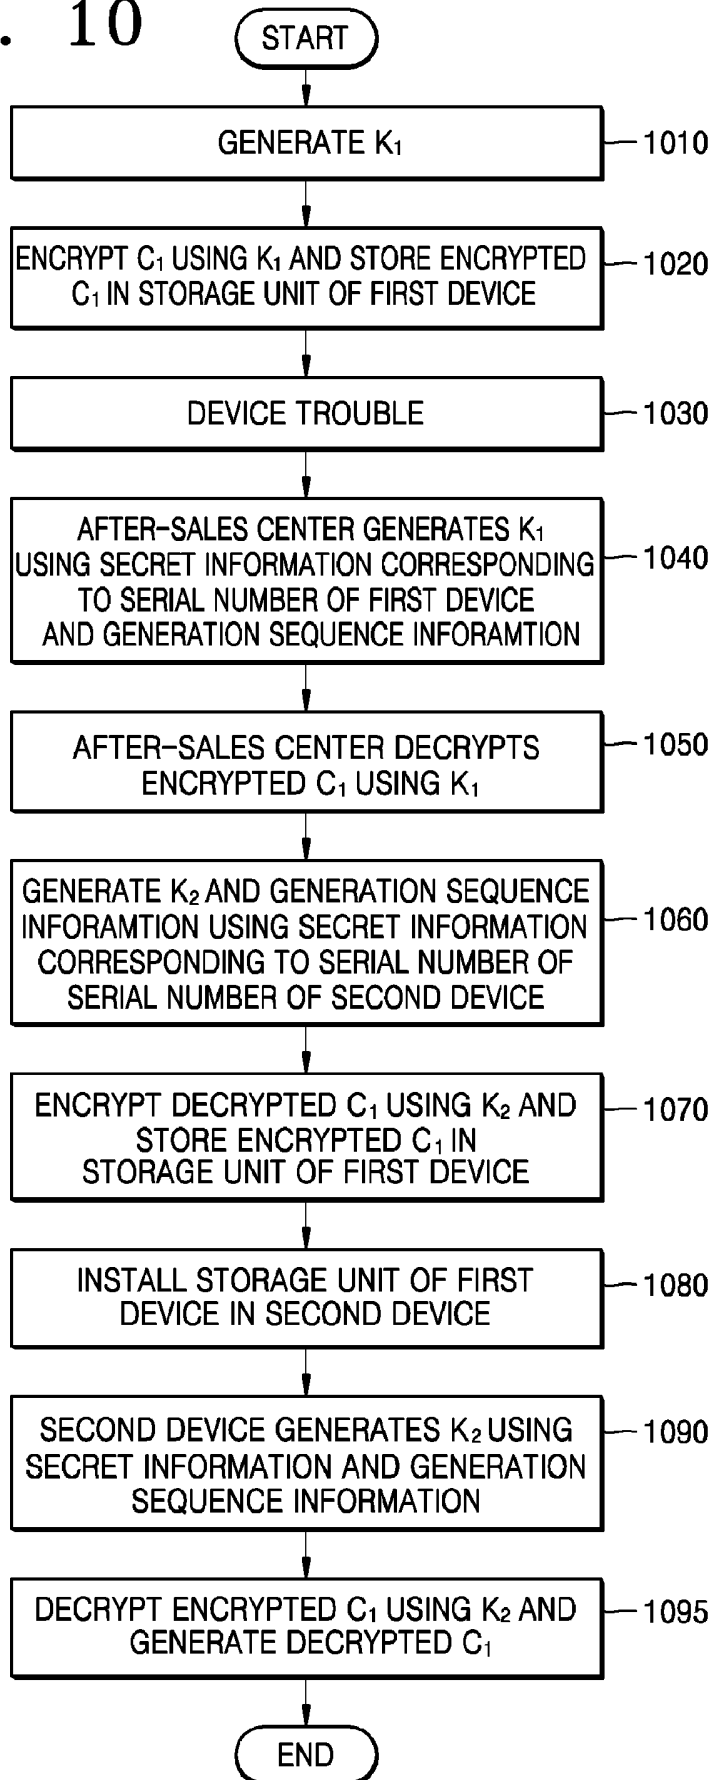 . 10
START
GENERATE K₁
1010
ENCRYPT C₁ USING K₁ AND STORE ENCRYPTED
C₁ IN STORAGE UNIT OF FIRST DEVICE
1020
DEVICE TROUBLE
1030
AFTER-SALES CENTER GENERATES K₁
USING SECRET INFORMATION CORRESPONDING
TO SERIAL NUMBER OF FIRST DEVICE
AND GENERATION SEQUENCE INFORAMTION
1040
AFTER-SALES CENTER DECRYPTS
ENCRYPTED C₁ USING K₁
1050
GENERATE K₂ AND GENERATION SEQUENCE
INFORAMTION USING SECRET INFORMATION
CORRESPONDING TO SERIAL NUMBER OF
SERIAL NUMBER OF SECOND DEVICE
1060
ENCRYPT DECRYPTED C₁ USING K₂ AND
STORE ENCRYPTED C₁ IN
STORAGE UNIT OF FIRST DEVICE
1070
INSTALL STORAGE UNIT OF FIRST
DEVICE IN SECOND DEVICE
1080
SECOND DEVICE GENERATES K₂ USING
SECRET INFORMATION AND GENERATION
SEQUENCE INFORMATION
1090
DECRYPT ENCRYPTED C₁ USING K₂ AND
GENERATE DECRYPTED C₁
1095
END